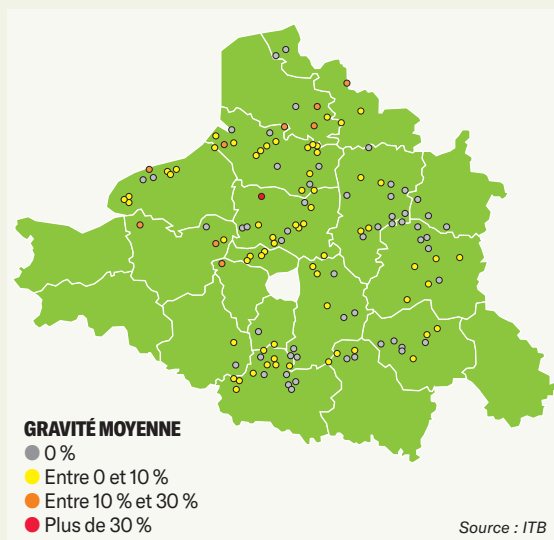 GRAVITÉ MOYENNE
0 %
Entre 0 et 10 %
Entre 10 % et 30 %
Plus de 30 %
Source : ITB